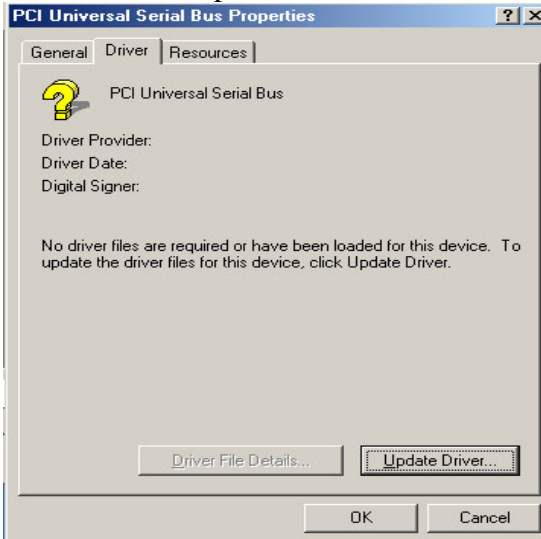 PCI Universal Serial Bus Properties
General Driver Resources
PCI Universal Serial Bus
Driver Provider:
Driver Date:
Digital Signer:
No driver files are required or have been loaded for this device. To
update the driver files for this device, click Update Driver.
Driver File Details... Update Driver...
OK Cancel